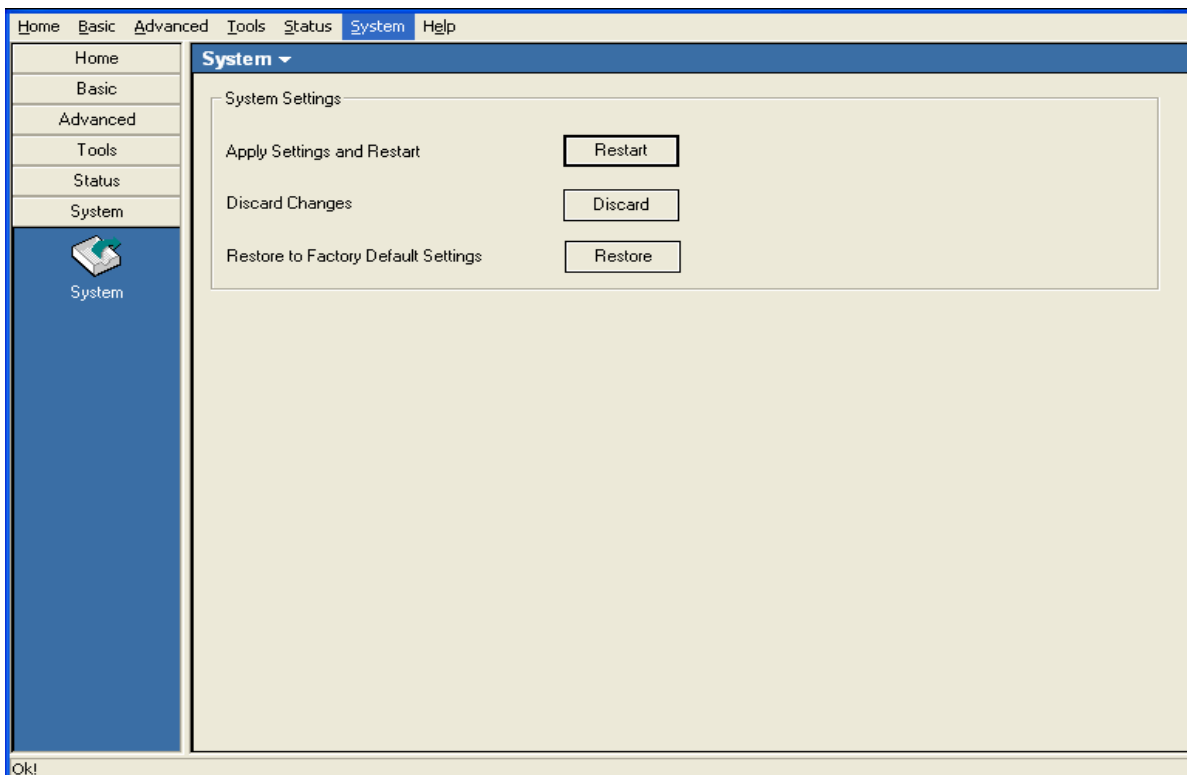 Home Basic Advanced Tools Status System Help
Home
Basic
Advanced
Tools
Status
System
System
System
System Settings
Apply Settings and Restart Restart
Discard Changes Discard
Restore to Factory Default Settings Restore
Ok!